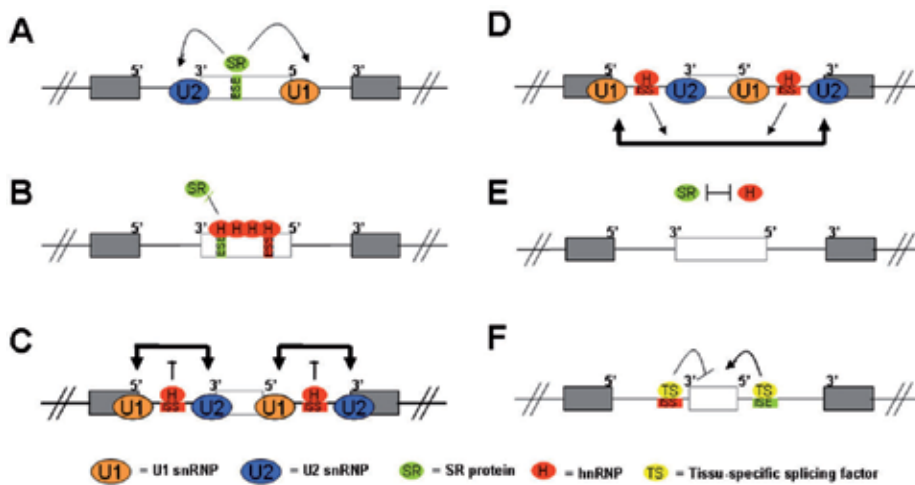 A
SR
5' 3' 5 3'
U2 ESE U1
B
SR
H H H H
5' 3' 5' 3'
ESE ESS
C
5' H 3' 5' H 3'
U1 ISS U2 U1 ISS U2
D
H H
5' 3' 5' 3'
U1 ISS U2 U1 ISS U2
E
SR H
5' 3' 5' 3'
F
TS TS
5' 3' 5' 3'
ISS ISE
U1 = U1 snRNP U2 = U2 snRNP SR = SR protein H = hnRNP TS = Tissu-specific splicing factor